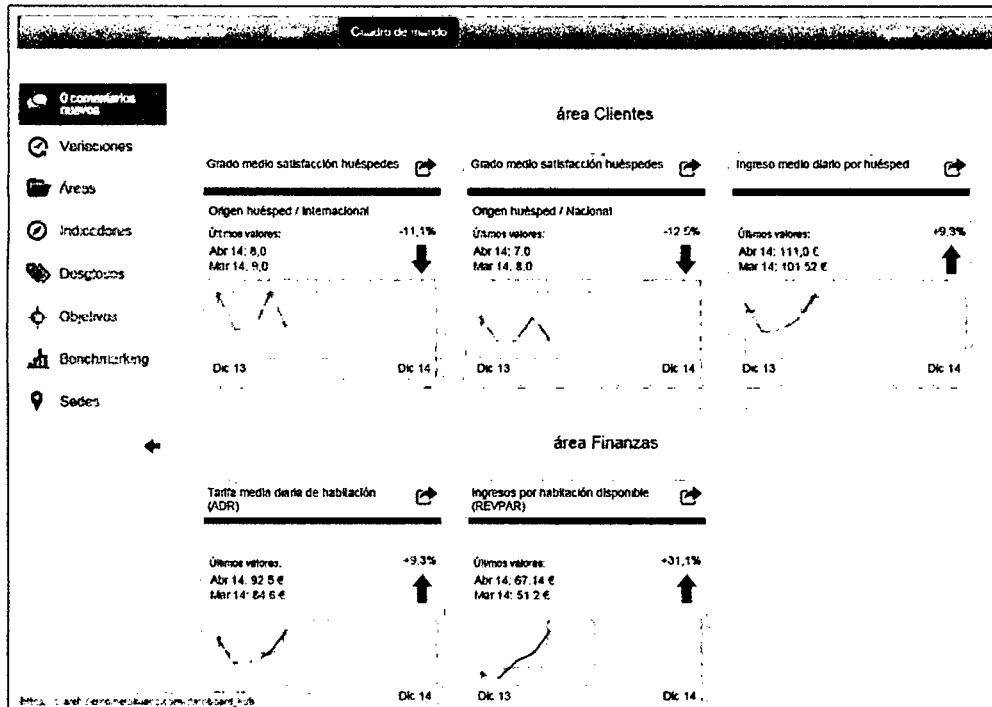 Cuadro de mando
0 comentarios
nuevos
Variaciones
Áreas
Indicadores
Desgloses
Objetivos
Benchmarking
Sedes
área Clientes
Grado medio satisfacción huéspedes
Origen huésped / Internacional
Últimos valores: -11,1%
Abr 14: 8,0
Mar 14: 9,0
Dic 13 Dic 14
Grado medio satisfacción huéspedes
Origen huésped / Nacional
Últimos valores: -12,5%
Abr 14: 7,0
Mar 14: 8,0
Dic 13 Dic 14
Ingreso medio diario por huésped
Últimos valores: +9,3%
Abr 14: 111,0 €
Mar 14: 101,52 €
Dic 13 Dic 14
área Finanzas
Tarifa media diaria de habitación
(ADR)
Últimos valores: +9,3%
Abr 14: 92,5 €
Mar 14: 84,6 €
Dic 14
Ingresos por habitación disponible
(REVPAR)
Últimos valores: +31,1%
Abr 14: 67,14 €
Mar 14: 51,2 €
Dic 13 Dic 14